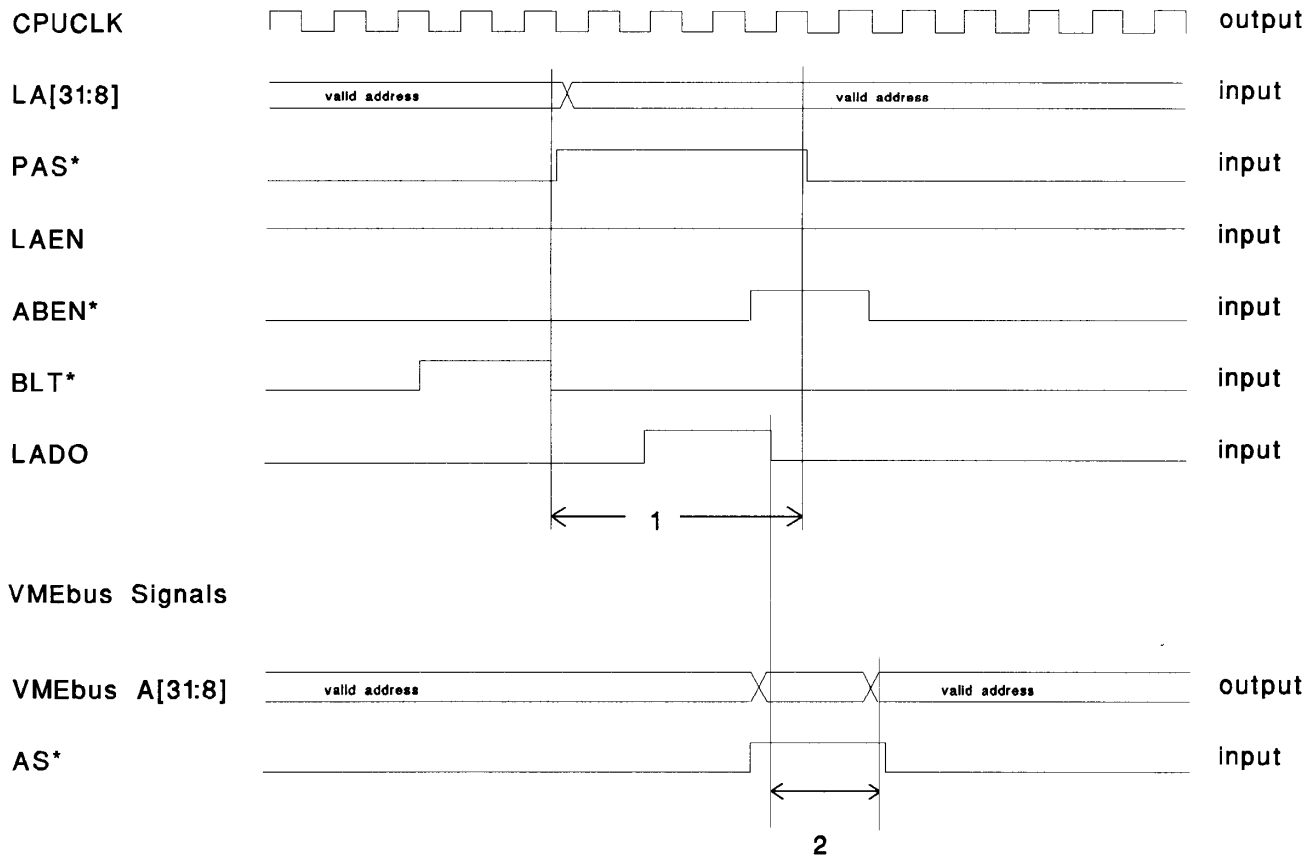 CPUCLK output
LA[31:8] valid address valid address input
PAS* input
LAEN input
ABEN* input
BLT* input
LADO input
1
VMEbus Signals
VMEbus A[31:8] valid address valid address output
AS* input
2